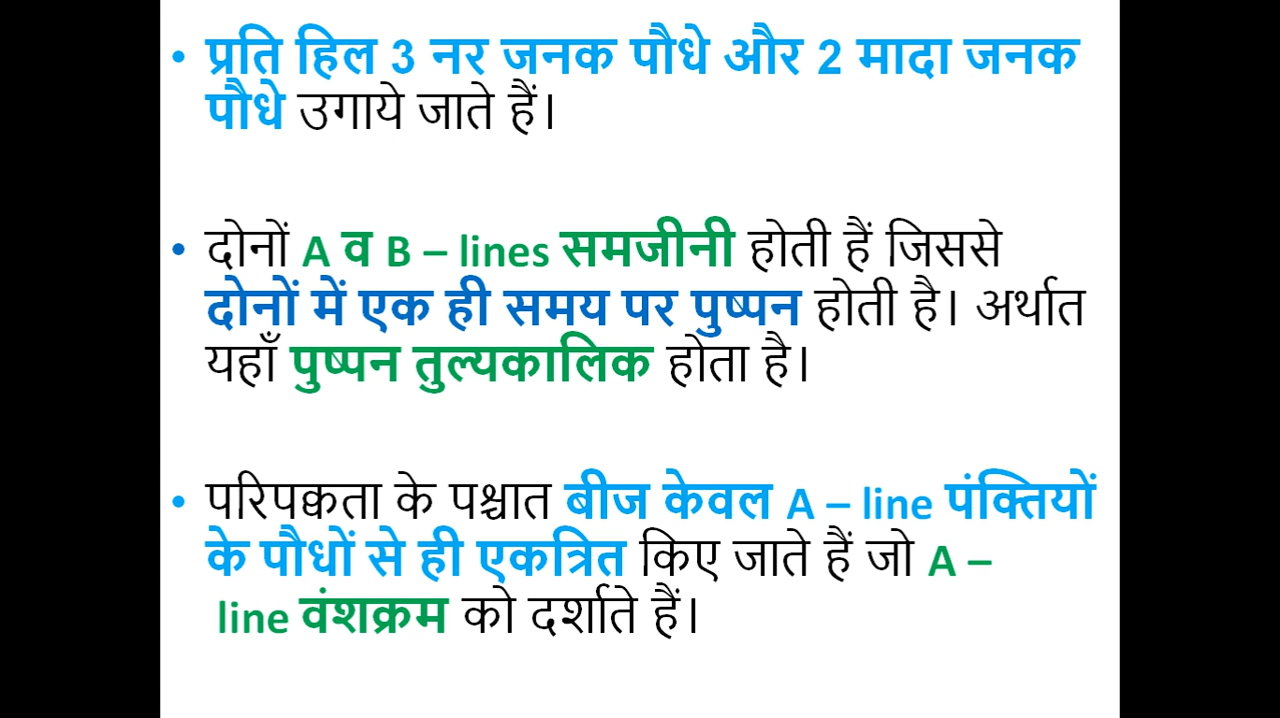 • प्रति हिल 3 नर जनक पौधे और 2 मादा जनक
पौधे उगाये जाते हैं।
• दोनों A व B – lines समजीनी होती हैं जिससे
दोनों में एक ही समय पर पुष्पन होती है। अर्थात
यहाँ पुष्पन तुल्यकालिक होता है।
• परिपक्वता के पश्चात बीज केवल A – line पंक्तियों
के पौधों से ही एकत्रित किए जाते हैं जो A –
line वंशक्रम को दर्शाते हैं।